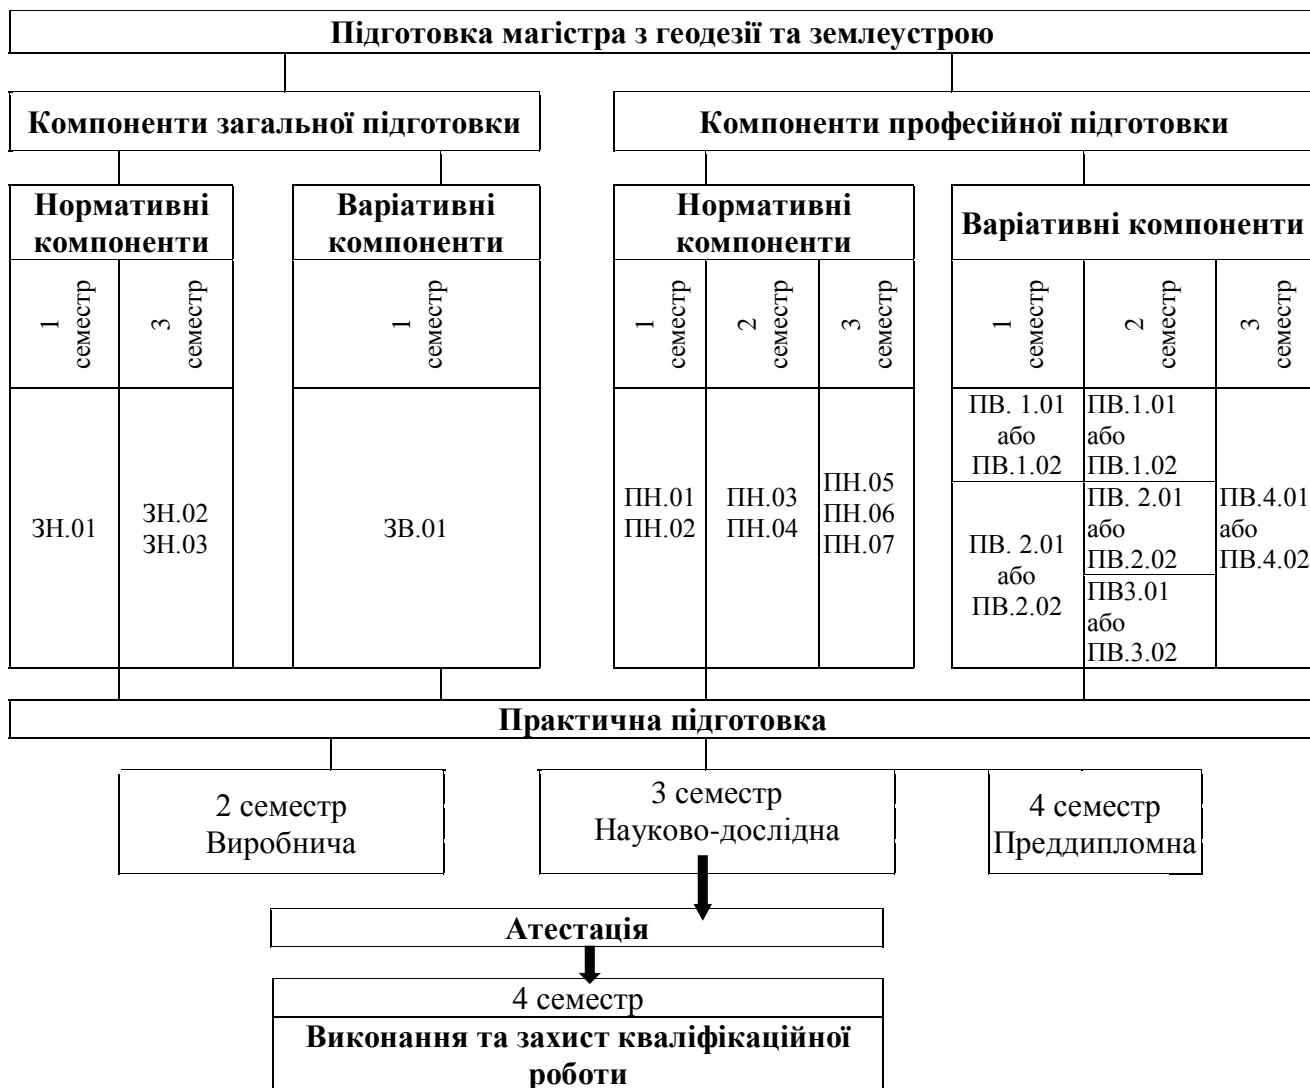 Підготовка магістра з геодезії та землеустрою
Компоненти загальної підготовки
Компоненти професійної підготовки
Нормативні
компоненти
Варіативні
компоненти
Нормативні
компоненти
Варіативні компоненти
1
семестр
3
семестр
1
семестр
1
семестр
2
семестр
3
семестр
1
семестр
2
семестр
3
семестр
ЗН.01
ЗН.02
ЗН.03
ЗВ.01
ПН.01
ПН.02
ПН.03
ПН.04
ПН.05
ПН.06
ПН.07
ПВ. 1.01
або
ПВ.1.02
ПВ. 2.01
або
ПВ.2.02
ПВ.1.01
або
ПВ.1.02
ПВ. 2.01
або
ПВ.2.02
ПВ3.01
або
ПВ.3.02
ПВ.4.01
або
ПВ.4.02
Практична підготовка
2 семестр
Виробнича
3 семестр
Науково-дослідна
4 семестр
Преддипломна
Атестація
4 семестр
Виконання та захист кваліфікаційної
роботи